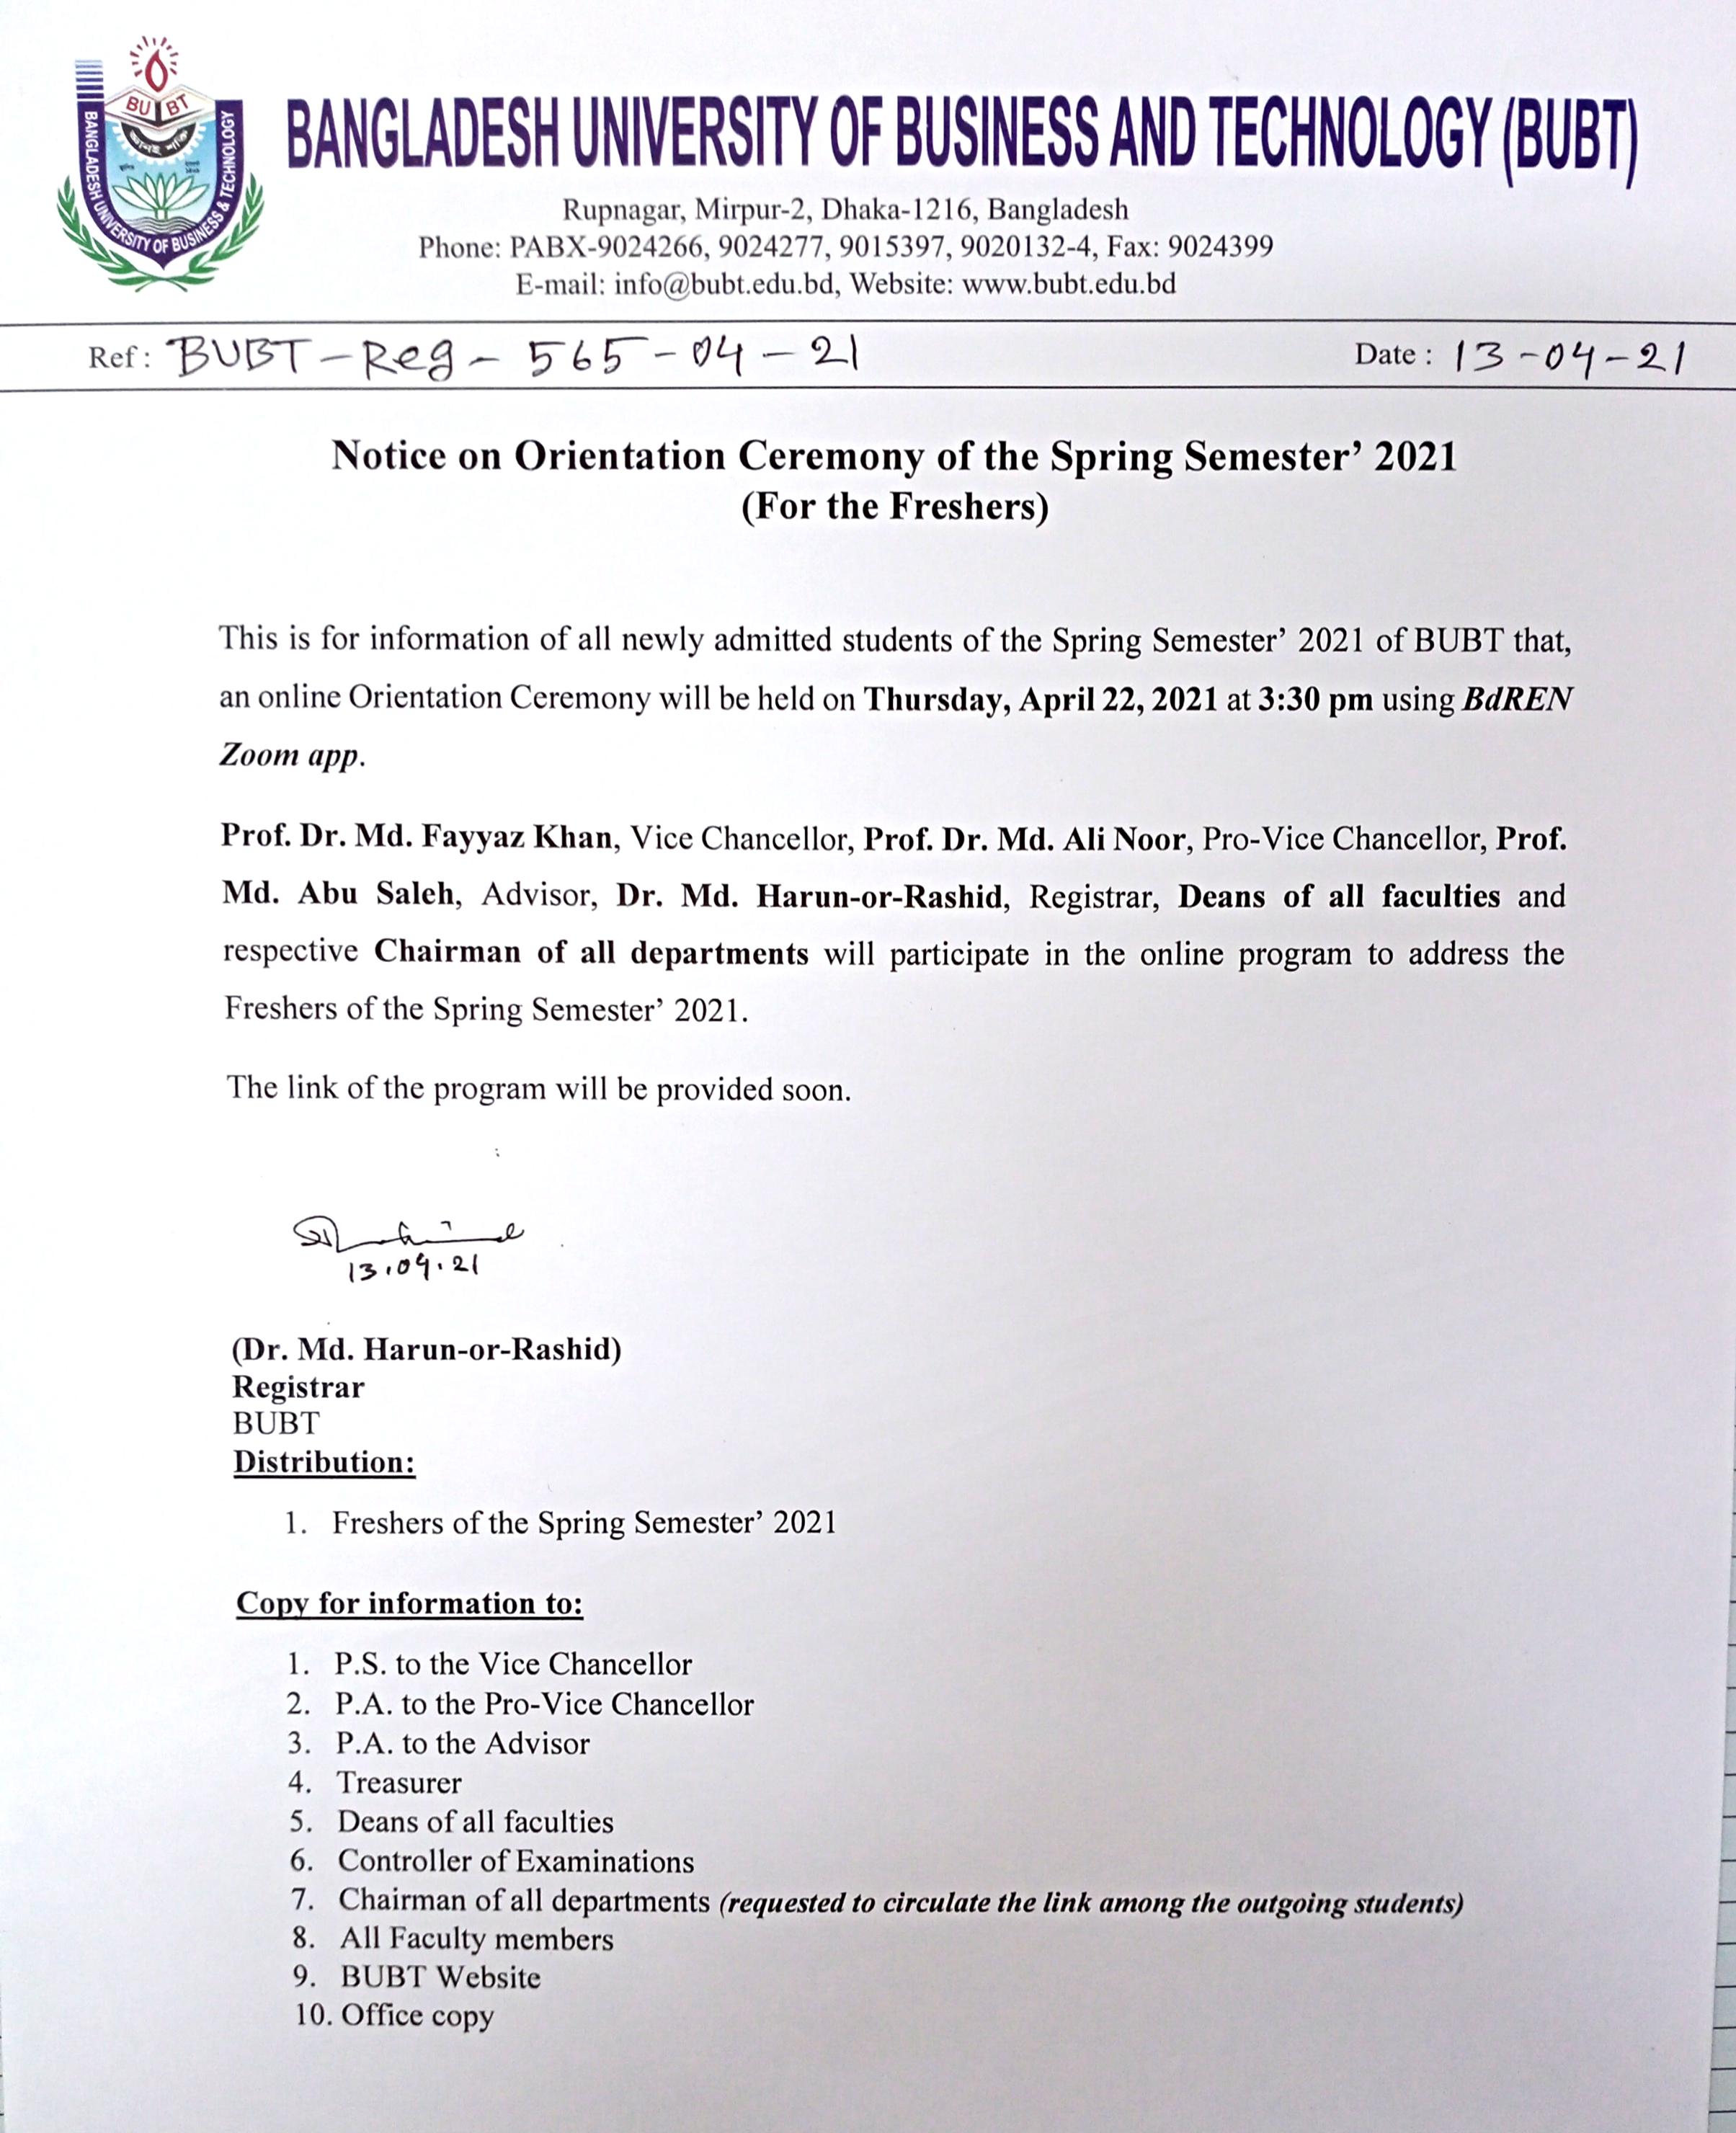 BU BT
BANGLADESH UNIVERSITY OF BUSINESS & TECHNOLOGY
BANGLADESH UNIVERSITY OF BUSINESS AND TECHNOLOGY (BUBT)
Rupnagar, Mirpur-2, Dhaka-1216, Bangladesh
Phone: PABX-9024266, 9024277, 9015397, 9020132-4, Fax: 9024399
E-mail: info@bubt.edu.bd, Website: www.bubt.edu.bd
Ref : BUBT-Reg-565-04-21 Date : 13-04-21
Notice on Orientation Ceremony of the Spring Semester’ 2021
(For the Freshers)
This is for information of all newly admitted students of the Spring Semester’ 2021 of BUBT that,
an online Orientation Ceremony will be held on Thursday, April 22, 2021 at 3:30 pm using BdREN
Zoom app.
Prof. Dr. Md. Fayyaz Khan, Vice Chancellor, Prof. Dr. Md. Ali Noor, Pro-Vice Chancellor, Prof.
Md. Abu Saleh, Advisor, Dr. Md. Harun-or-Rashid, Registrar, Deans of all faculties and
respective Chairman of all departments will participate in the online program to address the
Freshers of the Spring Semester’ 2021.
The link of the program will be provided soon.
13.04.21
(Dr. Md. Harun-or-Rashid)
Registrar
BUBT
Distribution:
1. Freshers of the Spring Semester’ 2021
Copy for information to:
1. P.S. to the Vice Chancellor
2. P.A. to the Pro-Vice Chancellor
3. P.A. to the Advisor
4. Treasurer
5. Deans of all faculties
6. Controller of Examinations
7. Chairman of all departments (requested to circulate the link among the outgoing students)
8. All Faculty members
9. BUBT Website
10. Office copy